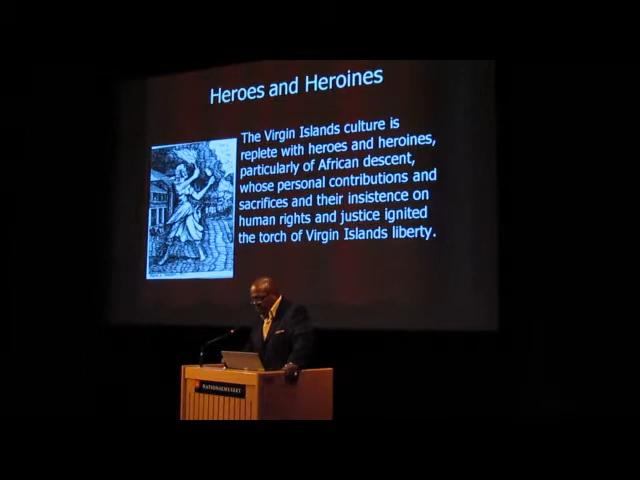 Heroes and Heroines
The Virgin Islands culture is
replete with heroes and heroines,
particularly of African descent,
whose personal contributions and
sacrifices and their insistence on
human rights and justice ignited
the torch of Virgin Islands liberty.
NATIONALMUSEET